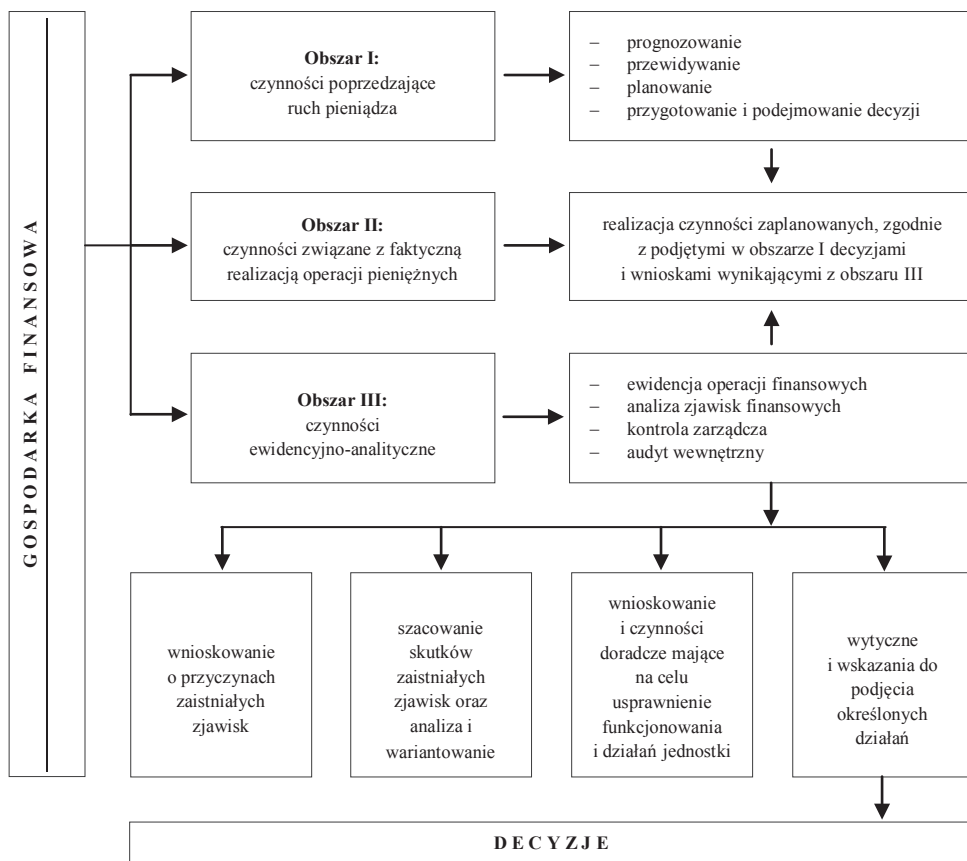 GOSPODARKA FINANSOWA
Obszar I:
czynności poprzedzające
ruch pieniądza
– prognozowanie
– przewidywanie
– planowanie
– przygotowanie i podejmowanie decyzji
Obszar II:
czynności związane z faktyczną
realizacją operacji pieniężnych
realizacja czynności zaplanowanych, zgodnie
z podjętymi w obszarze I decyzjami
i wnioskami wynikającymi z obszaru III
Obszar III:
czynności
ewidencyjno-analityczne
– ewidencja operacji finansowych
– analiza zjawisk finansowych
– kontrola zarządcza
– audyt wewnętrzny
wnioskowanie
o przyczynach
zaistniałych
zjawisk
szacowanie
skutków
zaistniałych
zjawisk oraz
analiza i
wariantowanie
wnioskowanie
i czynności
doradcze mające
na celu
usprawnienie
funkcjonowania
i działań jednostki
wytyczne
i wskazania do
podjęcia
określonych
działań
DECYZJE